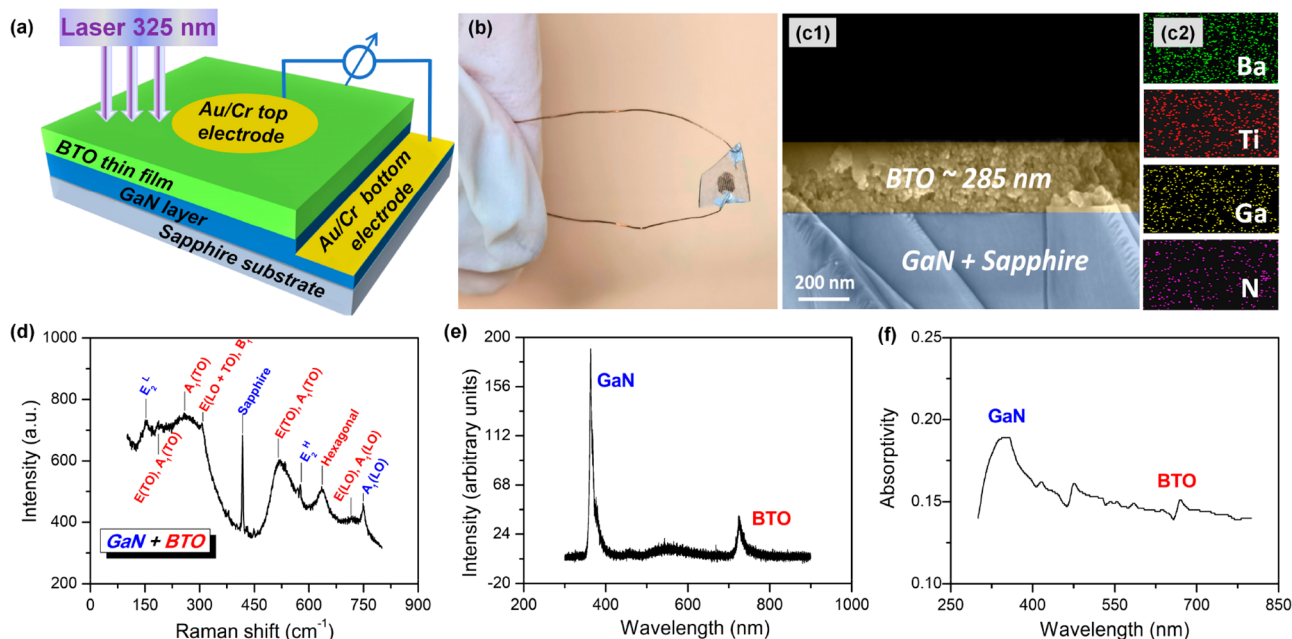 (a)
Laser 325 nm
Au/Cr top
electrode
BTO thin film
GaN layer
Sapphire substrate
Au/Cr bottom
electrode
(b)
(c1)
BTO ~ 285 nm
GaN + Sapphire
200 nm
(c2)
Ba
Ti
Ga
N
(d)
Intensity (a.u.)
1000
800
600
400
200
E₂ᴸ
E(TO), A₁(TO)
A₁(TO)
E(LO + TO), B₁
Sapphire
E(TO), A₁(TO)
E₂ᴴ
Hexagonal
E(LO), A₁(LO)
A₁(LO)
GaN + BTO
0 150 300 450 600 750 900
Raman shift (cm⁻¹)
(e)
Intensity (arbitrary units)
200
156
112
68
24
-20
GaN
BTO
200 400 600 800 1000
Wavelength (nm)
(f)
Absorptivity
0.25
0.20
0.15
0.10
GaN
BTO
250 400 550 700 850
Wavelength (nm)